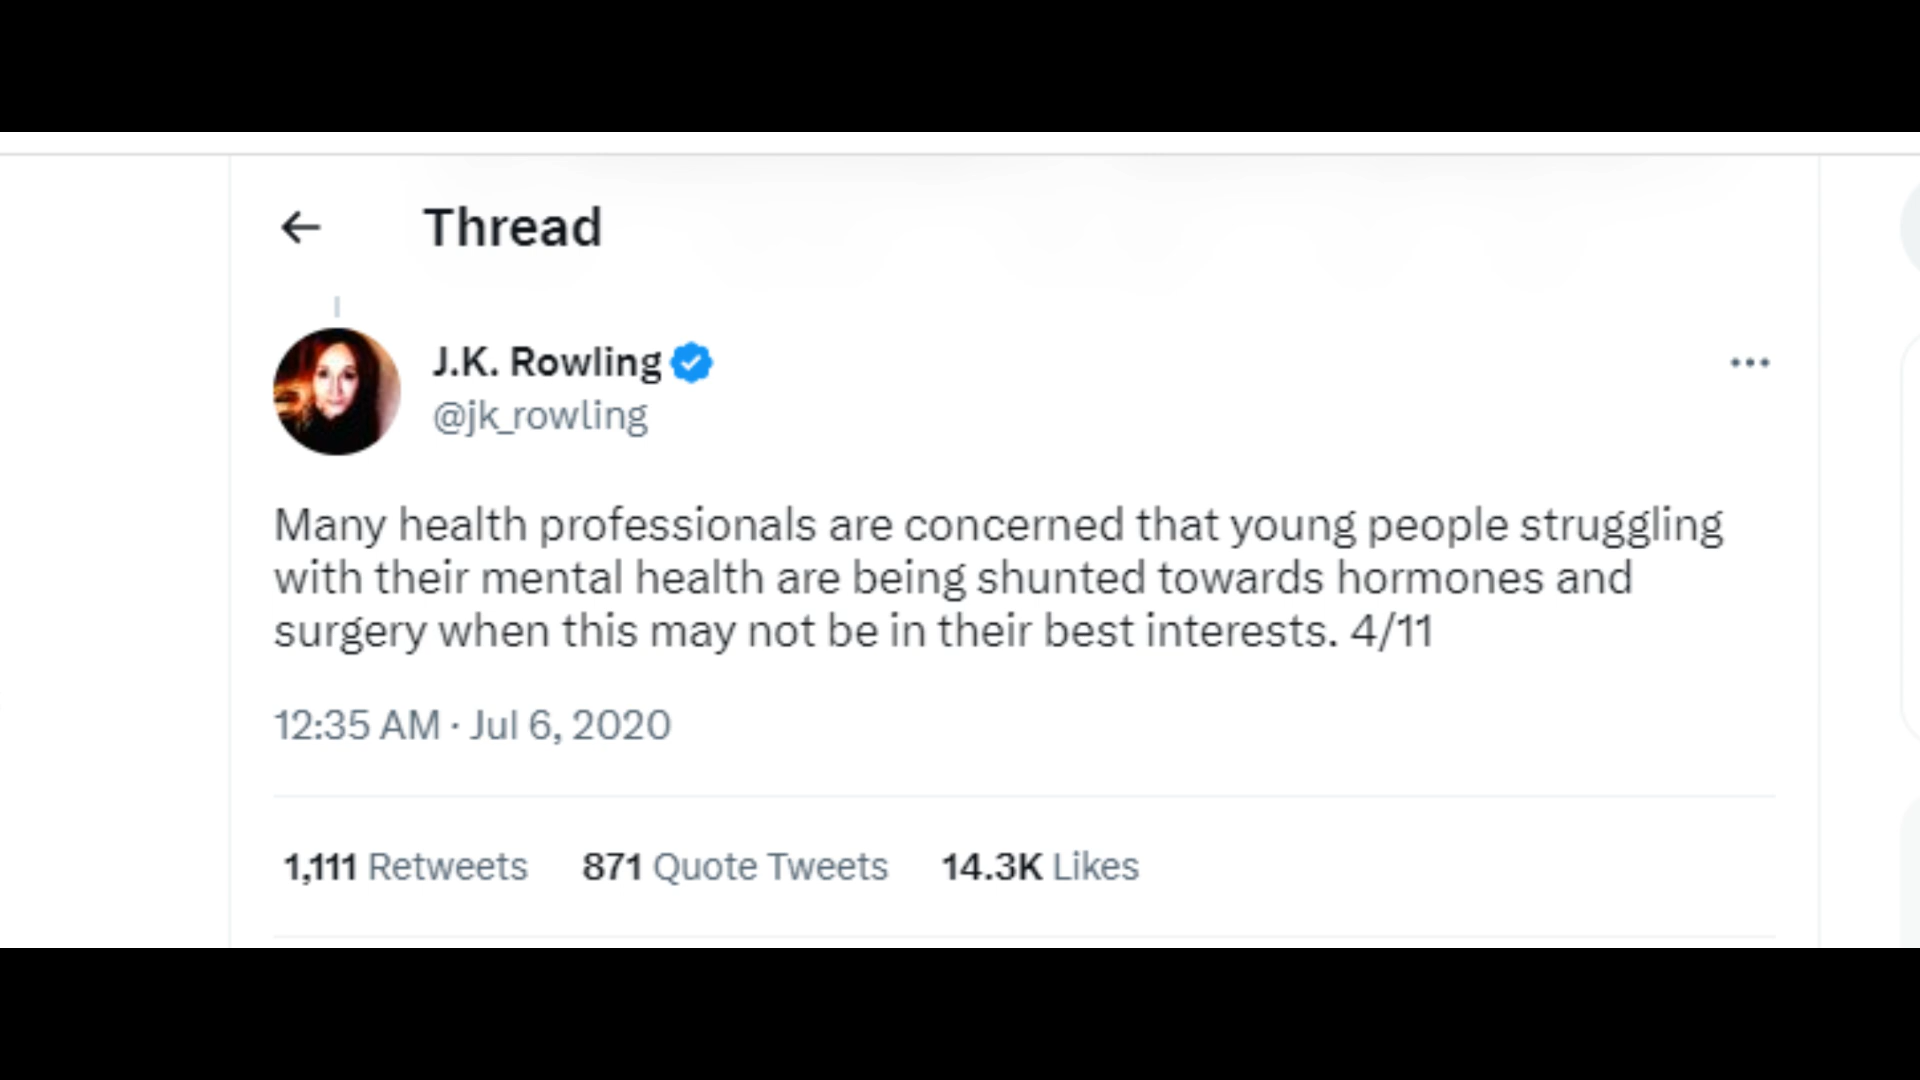 Thread
J.K. Rowling
@jk_rowling
Many health professionals are concerned that young people struggling
with their mental health are being shunted towards hormones and
surgery when this may not be in their best interests. 4/11
12:35 AM · Jul 6, 2020
1,111 Retweets 871 Quote Tweets 14.3K Likes